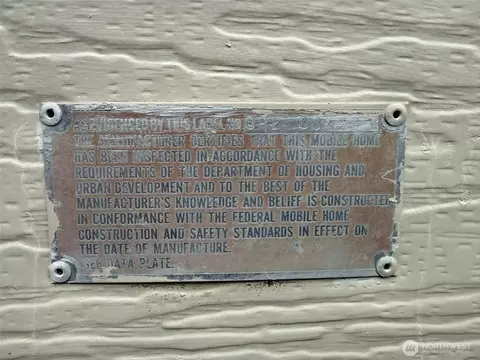 AS EVIDENCED BY THIS LABEL NO.
THE MANUFACTURER CERTIFIES THAT THIS MOBILE HOME
HAS BEEN INSPECTED IN ACCORDANCE WITH THE
REQUIREMENTS OF THE DEPARTMENT OF HOUSING AND
URBAN DEVELOPMENT AND TO THE BEST OF THE
MANUFACTURER'S KNOWLEDGE AND BELIEF IS CONSTRUCTED
IN CONFORMANCE WITH THE FEDERAL MOBILE HOME
CONSTRUCTION AND SAFETY STANDARDS IN EFFECT ON
THE DATE OF MANUFACTURE.
SEE DATA PLATE.
NORTHWEST